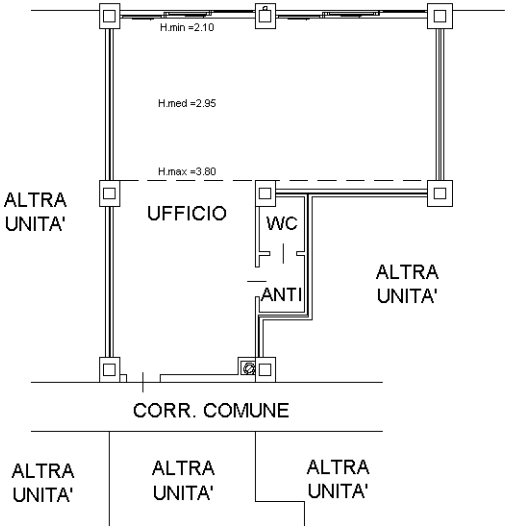 H.min =2.10
H.med =2.95
H.max =3.80
ALTRA
UNITA'
UFFICIO
WC
ALTRA
UNITA'
ANTI
CORR. COMUNE
ALTRA
UNITA'
ALTRA
UNITA'
ALTRA
UNITA'